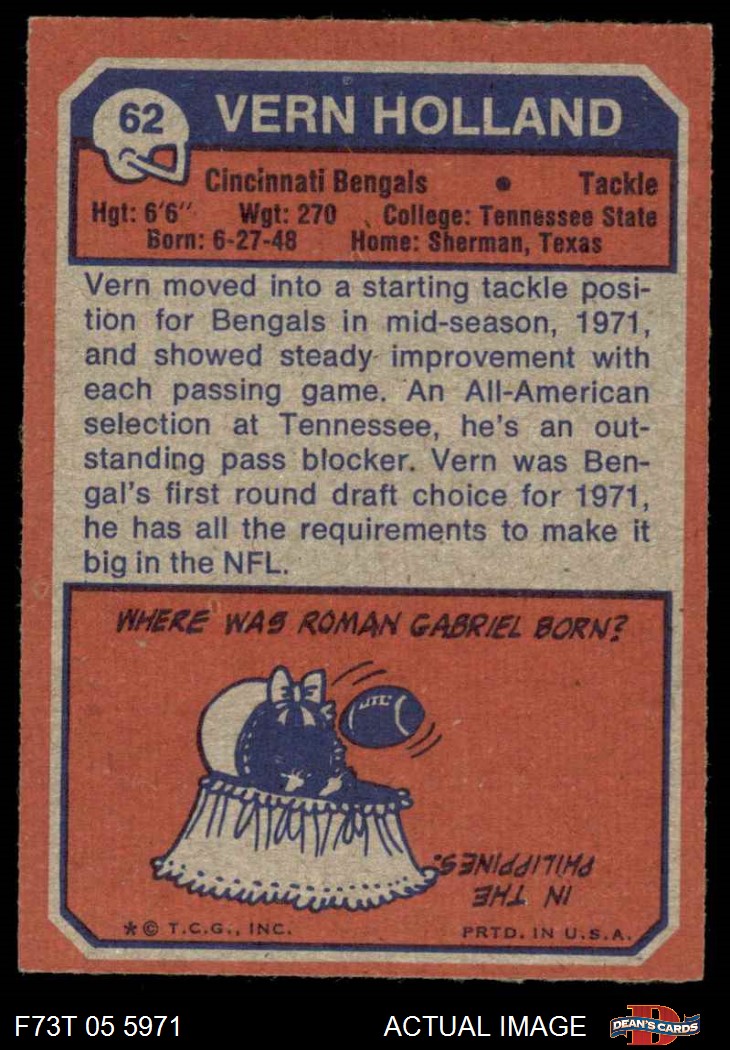 62
VERN HOLLAND
Cincinnati Bengals • Tackle
Hgt: 6'6" Wgt: 270 College: Tennessee State
Born: 6-27-48 Home: Sherman, Texas
Vern moved into a starting tackle posi-
tion for Bengals in mid-season, 1971,
and showed steady improvement with
each passing game. An All-American
selection at Tennessee, he's an out-
standing pass blocker. Vern was Ben-
gal's first round draft choice for 1971,
he has all the requirements to make it
big in the NFL.
WHERE WAS ROMAN GABRIEL BORN?
IN THE
PHILIPPINES.
*© T.C.G., INC. PRTD. IN U.S.A.
F73T 05 5971 ACTUAL IMAGE DEAN'S CARDS